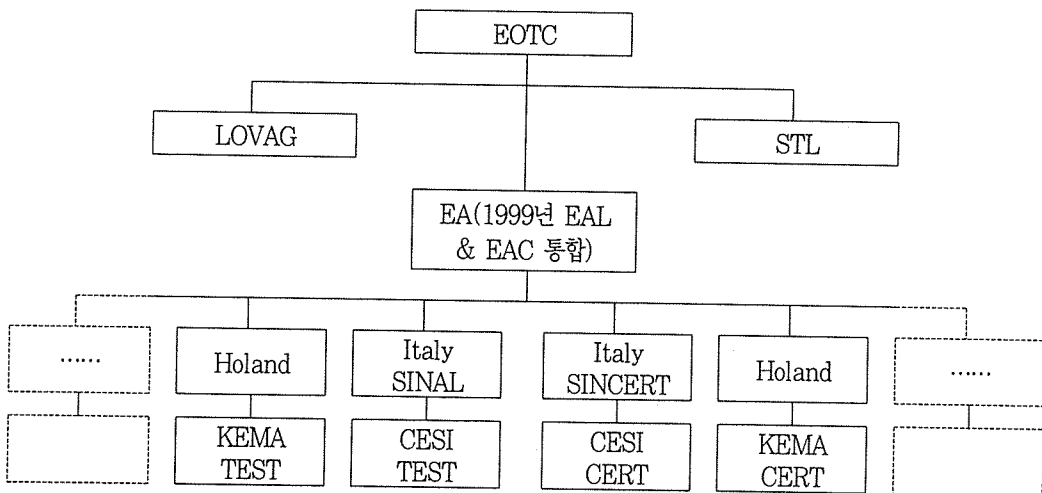 EOTC
LOVAG
STL
EA(1999년 EAL
& EAC 통합)
……
Holand
Italy
SINAL
Italy
SINCERT
Holand
……
KEMA
TEST
CESI
TEST
CESI
CERT
KEMA
CERT